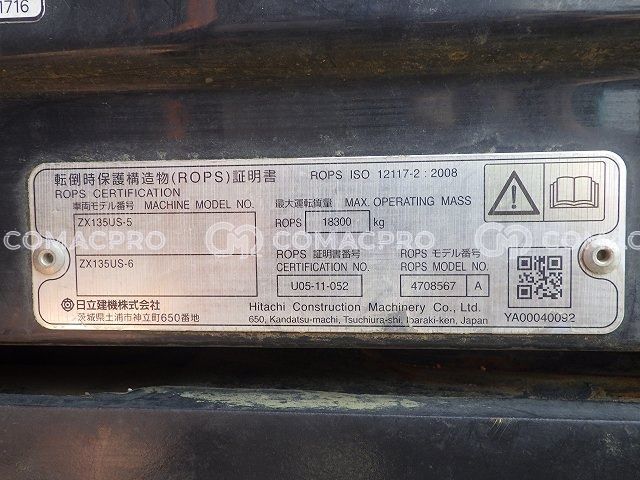 1716
転倒時保護構造物(ROPS)証明書
ROPS CERTIFICATION
ROPS ISO 12117-2 : 2008
車両モデル番号 MACHINE MODEL NO.
ZX135US-5
ZX135US-6
最大運転質量 MAX. OPERATING MASS
ROPS 18300 kg
ROPS 証明書番号
CERTIFICATION NO.
U05-11-052
ROPS モデル番号
ROPS MODEL NO.
4708567 A
日立建機株式会社
茨城県土浦市神立町650番地
Hitachi Construction Machinery Co., Ltd.
650, Kandatsu-machi, Tsuchiura-shi, Ibaraki-ken, Japan
YA00040092
COMACPRO
COMACPRO
COMACPRO